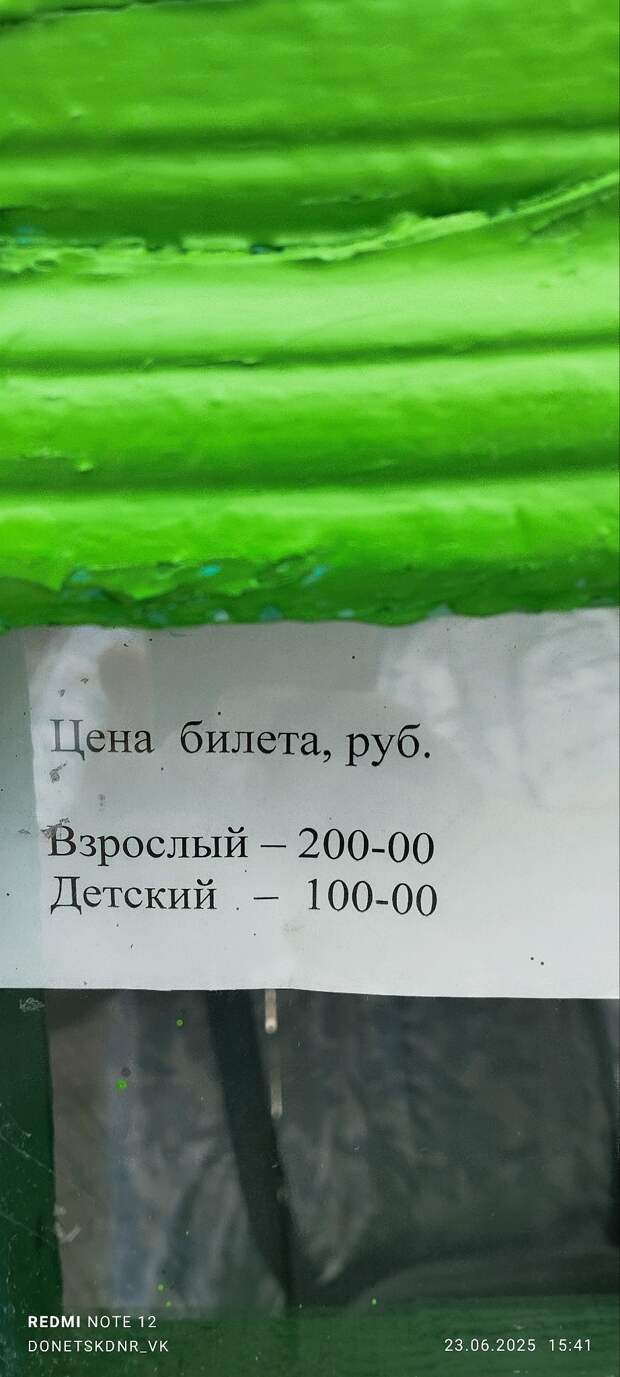 Цена билета, руб.
Взрослый – 200-00
Детский – 100-00
REDMI NOTE 12
DONETSKDNR_VK
23.06.2025 15:41